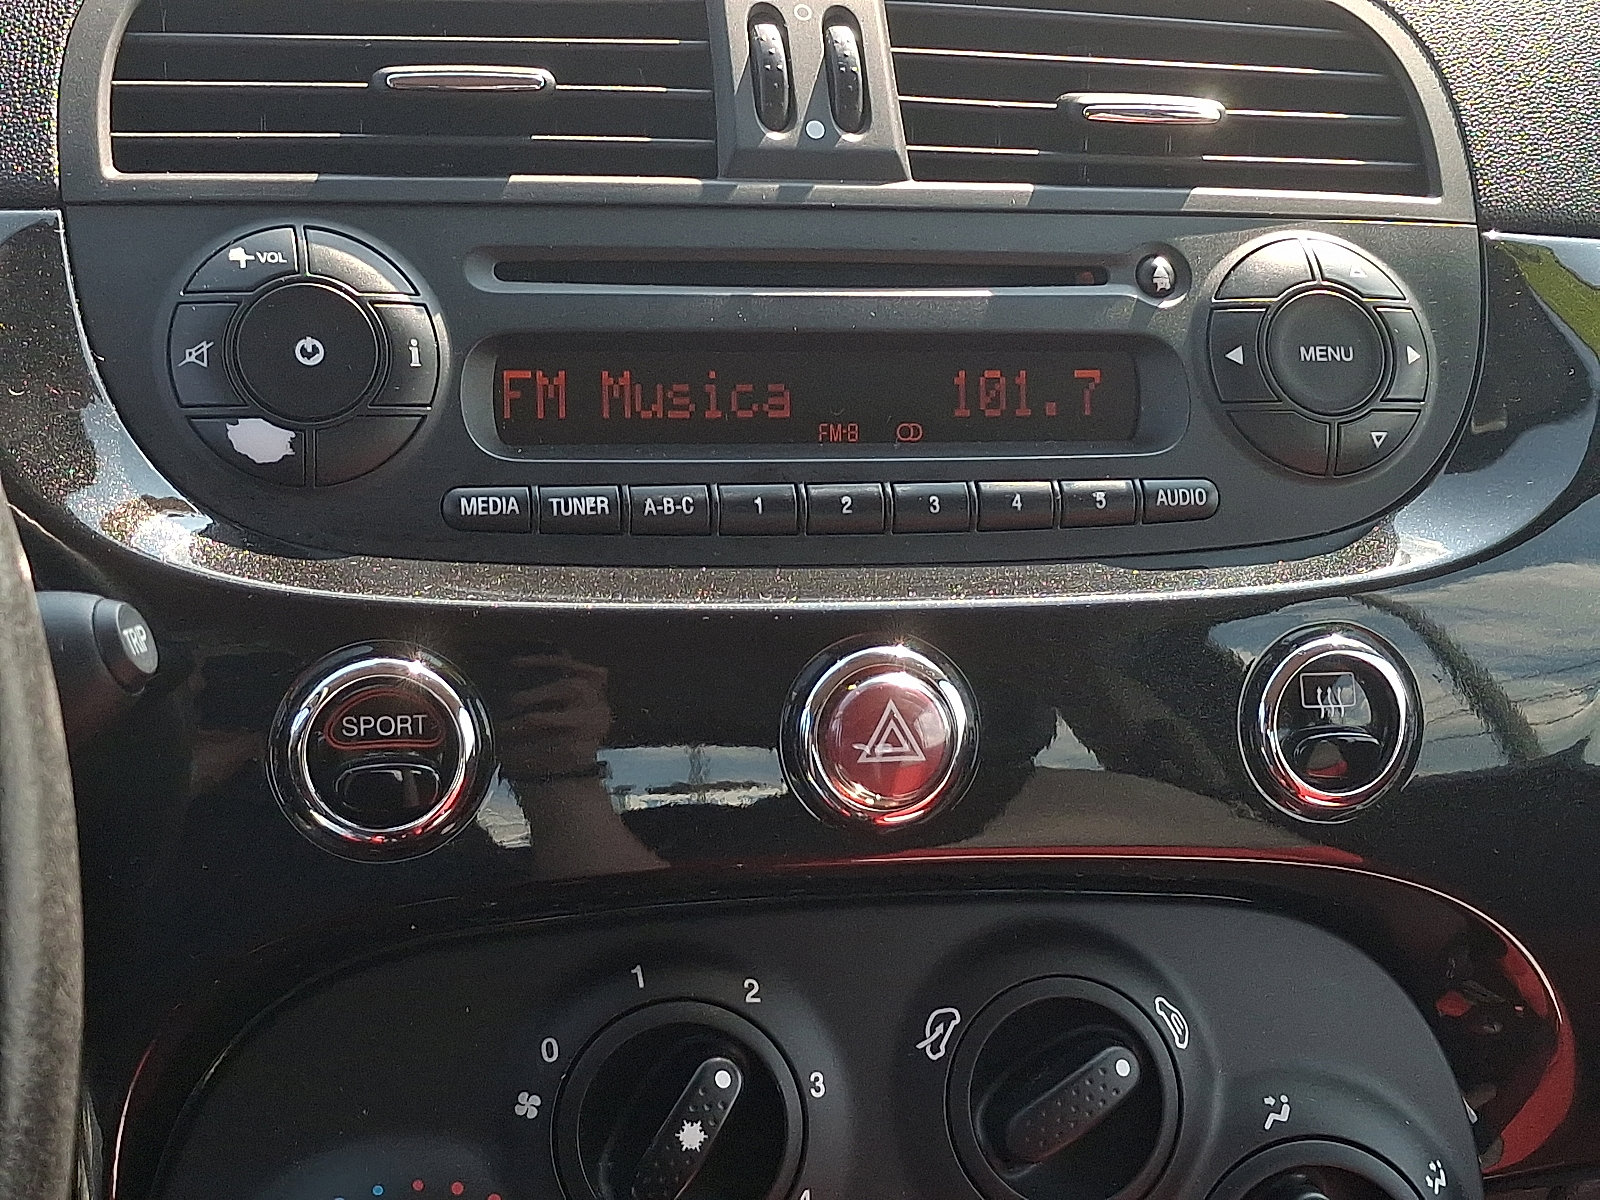 VOL
FM Musica 101.7
FM-B
MENU
MEDIA TUNER A-B-C 1 2 3 4 5 AUDIO
TRIP
SPORT
0 1 2 3